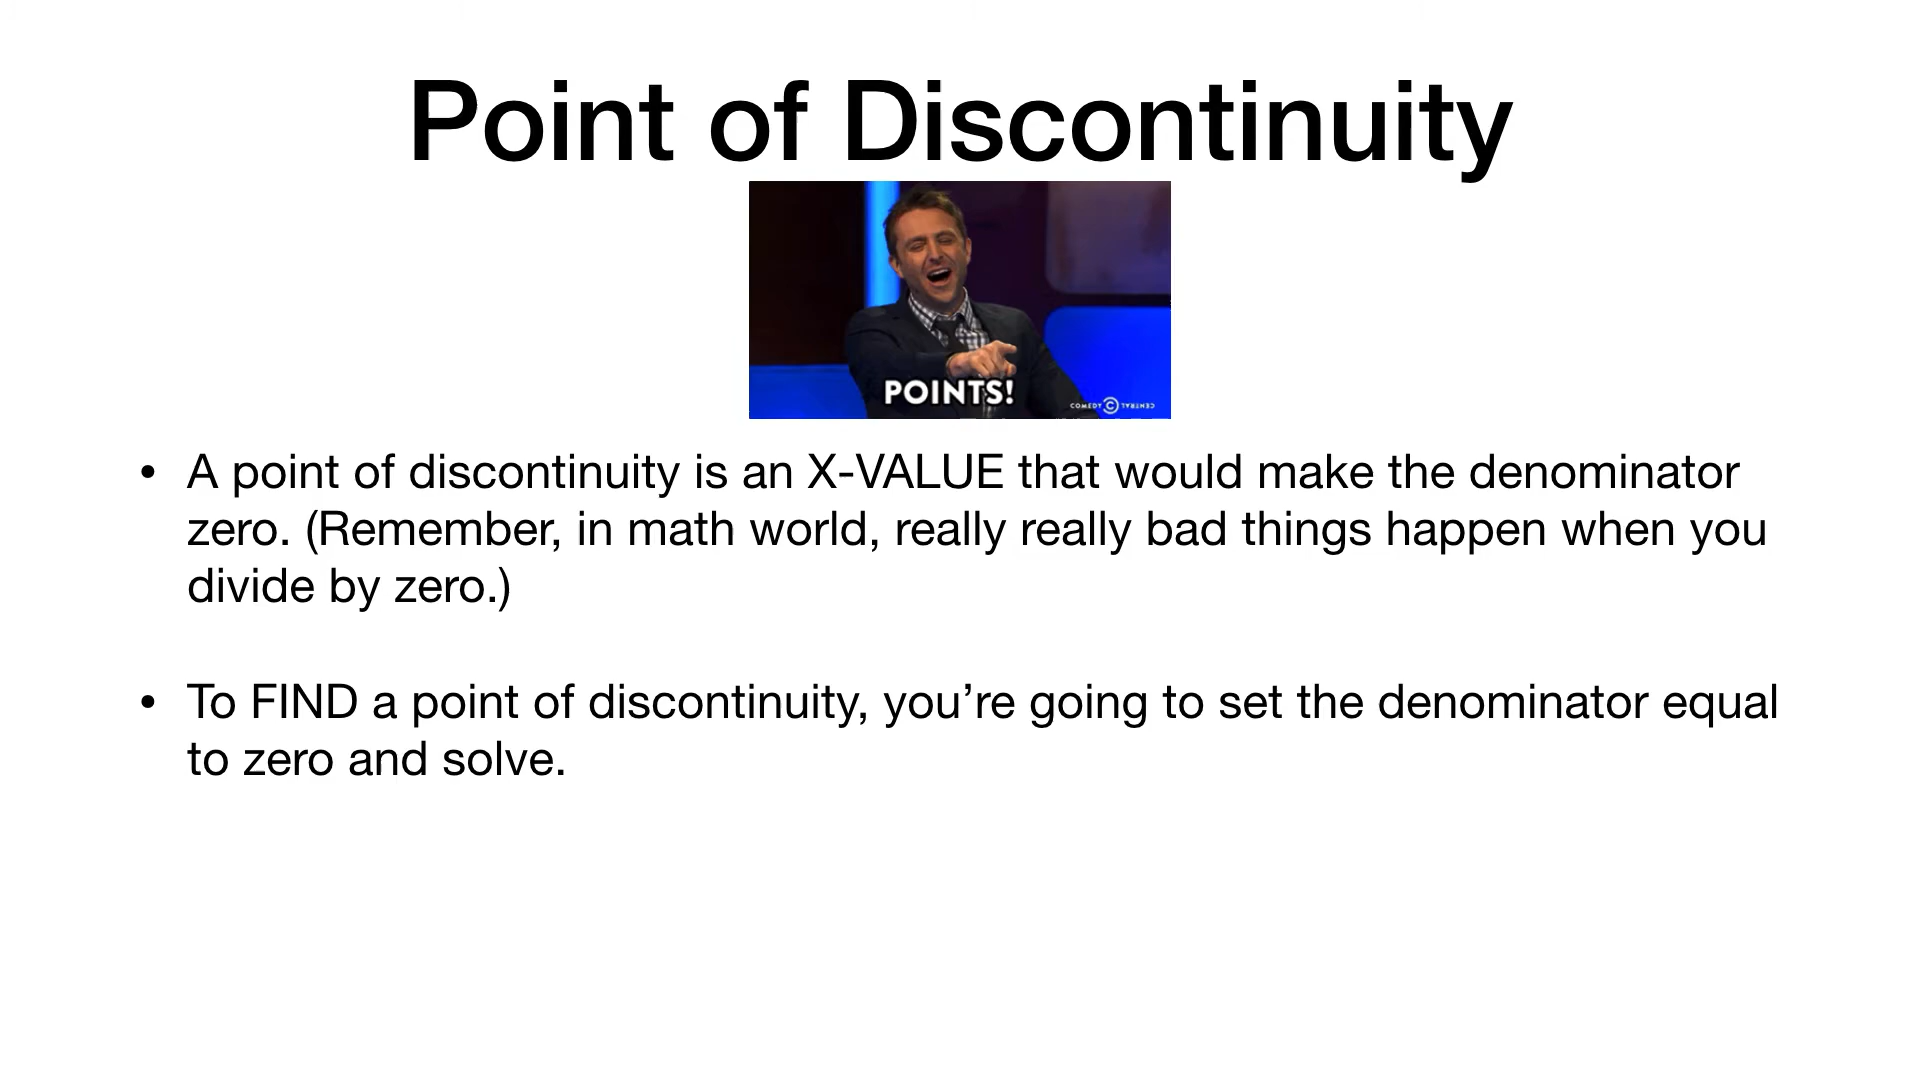 Point of Discontinuity
POINTS!
COMEDY CENTRAL
• A point of discontinuity is an X-VALUE that would make the denominator
zero. (Remember, in math world, really really bad things happen when you
divide by zero.)
• To FIND a point of discontinuity, you’re going to set the denominator equal
to zero and solve.